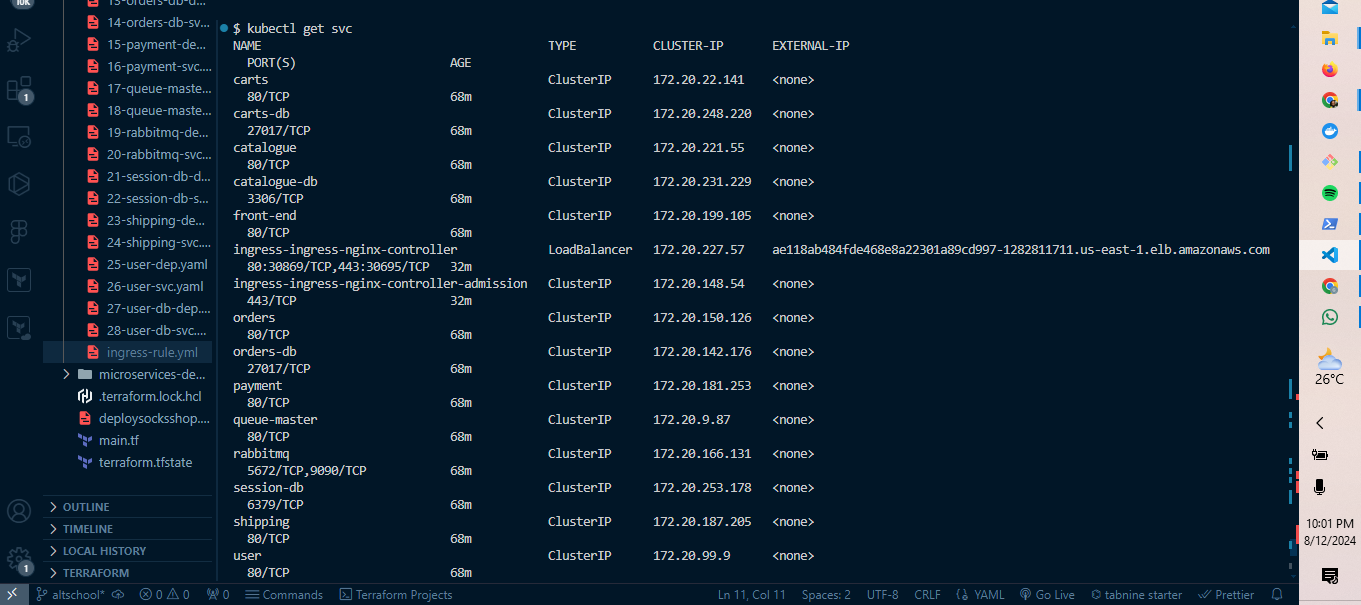 10K
13-orders-db-d...
14-orders-db-sv...
15-payment-de...
16-payment-svc....
17-queue-maste...
18-queue-maste...
19-rabbitmq-de...
20-rabbitmq-svc...
21-session-db-d...
22-session-db-s...
23-shipping-de...
24-shipping-svc....
25-user-dep.yaml
26-user-svc.yaml
27-user-db-dep....
28-user-db-svc....
ingress-rule.yml
microservices-de...
.terraform.lock.hcl
deploysocksshop....
main.tf
terraform.tfstate
OUTLINE
TIMELINE
LOCAL HISTORY
TERRAFORM
1
1
$ kubectl get svc
NAME TYPE CLUSTER-IP EXTERNAL-IP
PORT(S) AGE
carts ClusterIP 172.20.22.141 <none>
80/TCP 68m
carts-db ClusterIP 172.20.248.220 <none>
27017/TCP 68m
catalogue ClusterIP 172.20.221.55 <none>
80/TCP 68m
catalogue-db ClusterIP 172.20.231.229 <none>
3306/TCP 68m
front-end ClusterIP 172.20.199.105 <none>
80/TCP 68m
ingress-ingress-nginx-controller LoadBalancer 172.20.227.57 ae118ab484fde468e8a22301a89cd997-1282811711.us-east-1.elb.amazonaws.com
80:30869/TCP,443:30695/TCP 32m
ingress-ingress-nginx-controller-admission ClusterIP 172.20.148.54 <none>
443/TCP 32m
orders ClusterIP 172.20.150.126 <none>
80/TCP 68m
orders-db ClusterIP 172.20.142.176 <none>
27017/TCP 68m
payment ClusterIP 172.20.181.253 <none>
80/TCP 68m
queue-master ClusterIP 172.20.9.87 <none>
80/TCP 68m
rabbitmq ClusterIP 172.20.166.131 <none>
5672/TCP,9090/TCP 68m
session-db ClusterIP 172.20.253.178 <none>
6379/TCP 68m
shipping ClusterIP 172.20.187.205 <none>
80/TCP 68m
user ClusterIP 172.20.99.9 <none>
80/TCP 68m
altschool* 0 0 0 Commands Terraform Projects Ln 11, Col 11 Spaces: 2 UTF-8 CRLF YAML Go Live tabnine starter Prettier
26°C
10:01 PM
8/12/2024